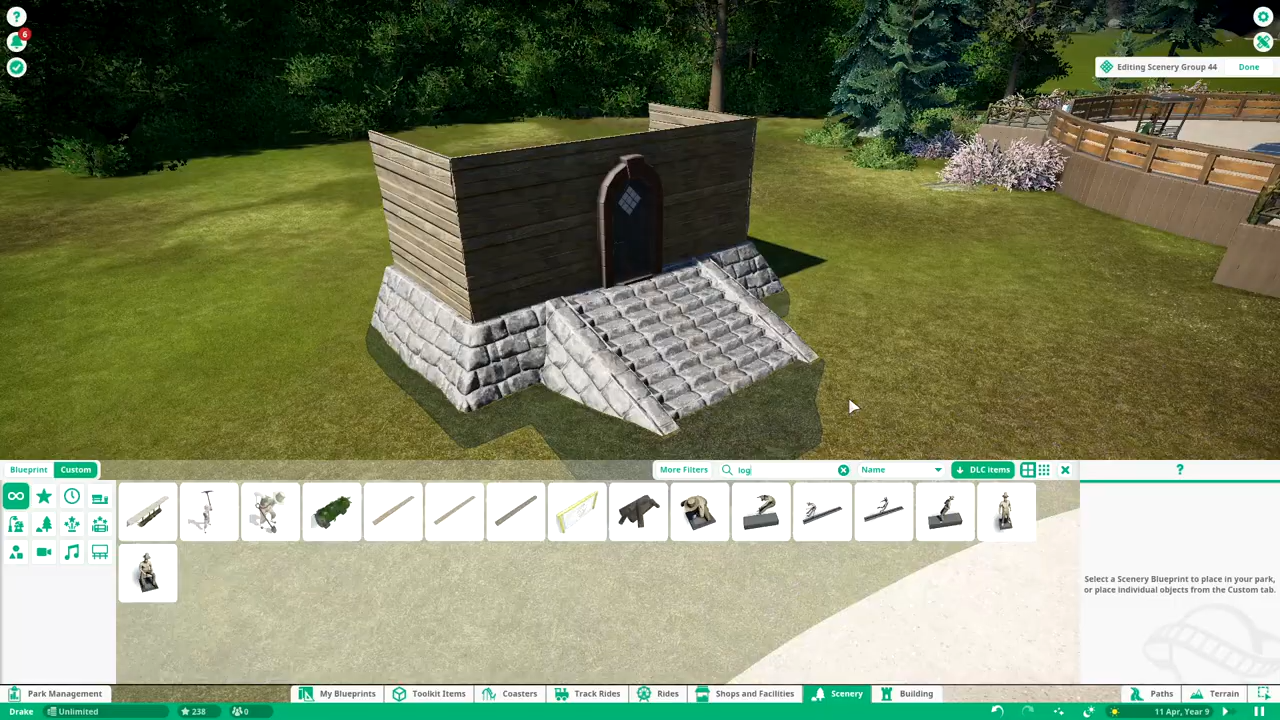 ?
6
Editing Scenery Group 44 Done
Blueprint Custom More Filters log Name DLC items ?
Select a Scenery Blueprint to place in your park,
or place individual objects from the Custom tab.
Park Management My Blueprints Toolkit Items Coasters Track Rides Rides Shops and Facilities Scenery Building Paths Terrain
Drake Unlimited 238 0 11 Apr, Year 9